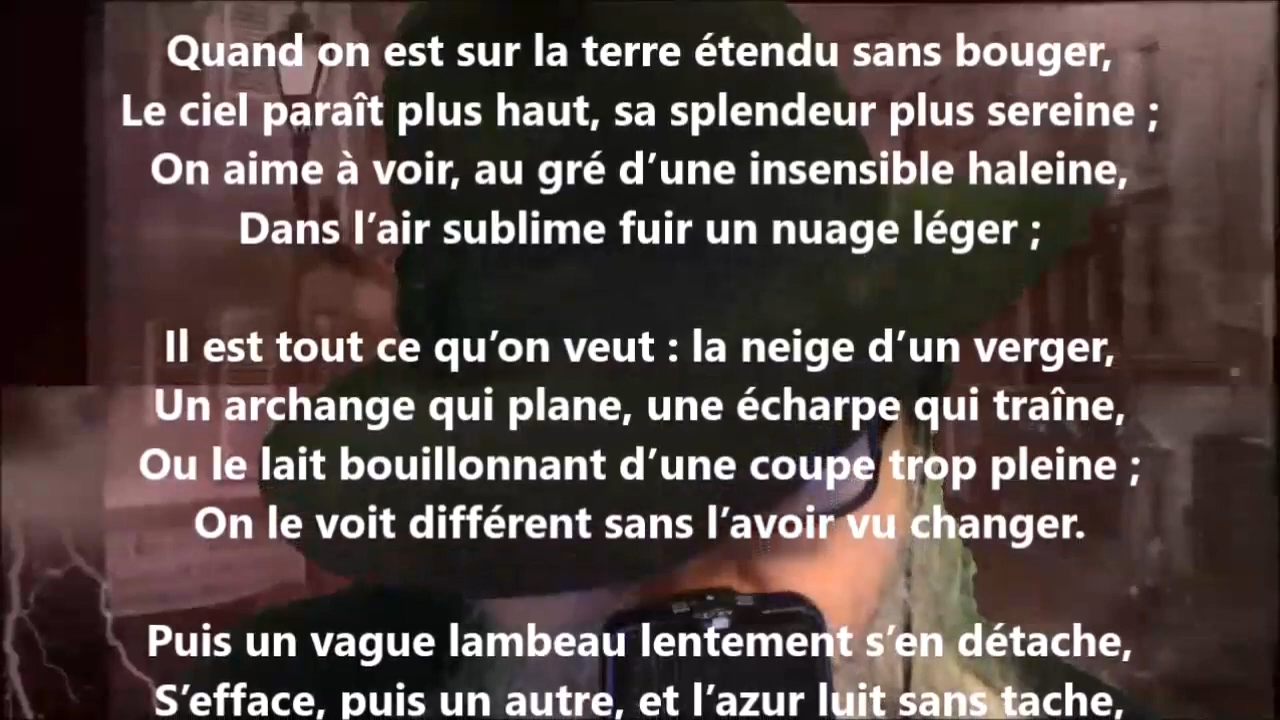 Quand on est sur la terre étendu sans bouger,
Le ciel paraît plus haut, sa splendeur plus sereine ;
On aime à voir, au gré d’une insensible haleine,
Dans l’air sublime fuir un nuage léger ;
Il est tout ce qu’on veut : la neige d’un verger,
Un archange qui plane, une écharpe qui traîne,
Ou le lait bouillonnant d’une coupe trop pleine ;
On le voit différent sans l’avoir vu changer.
Puis un vague lambeau lentement s’en détache,
S’efface, puis un autre, et l’azur luit sans tache,